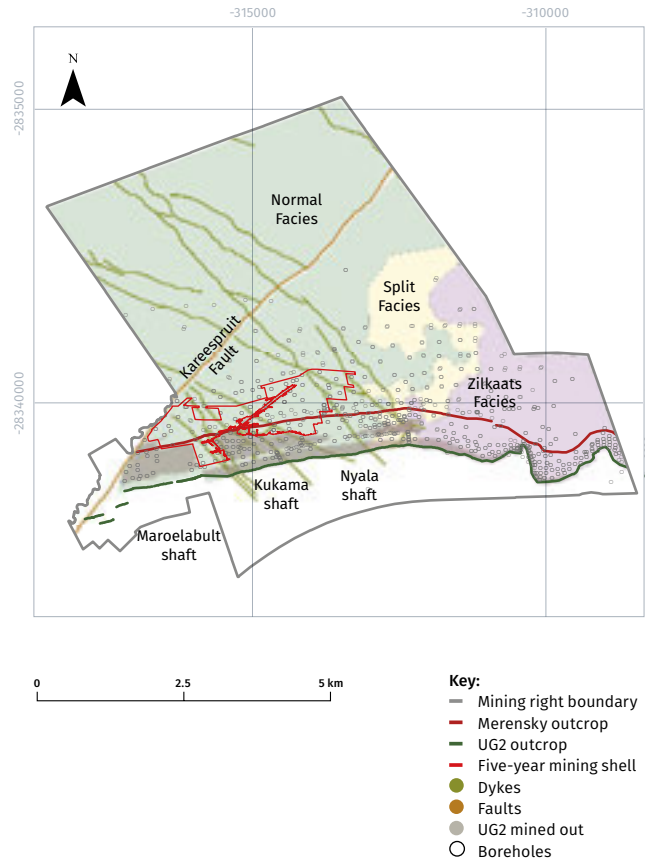 -315000
-310000
N
-2835000
Normal
Facies
Split
Facies
Kareespruit
Fault
Zilkaats
Facies
-28340000
Kukama
shaft
Nyala
shaft
Maroelabult
shaft
0
2.5
5 km
Key:
Mining right boundary
Merensky outcrop
UG2 outcrop
Five-year mining shell
Dykes
Faults
UG2 mined out
Boreholes